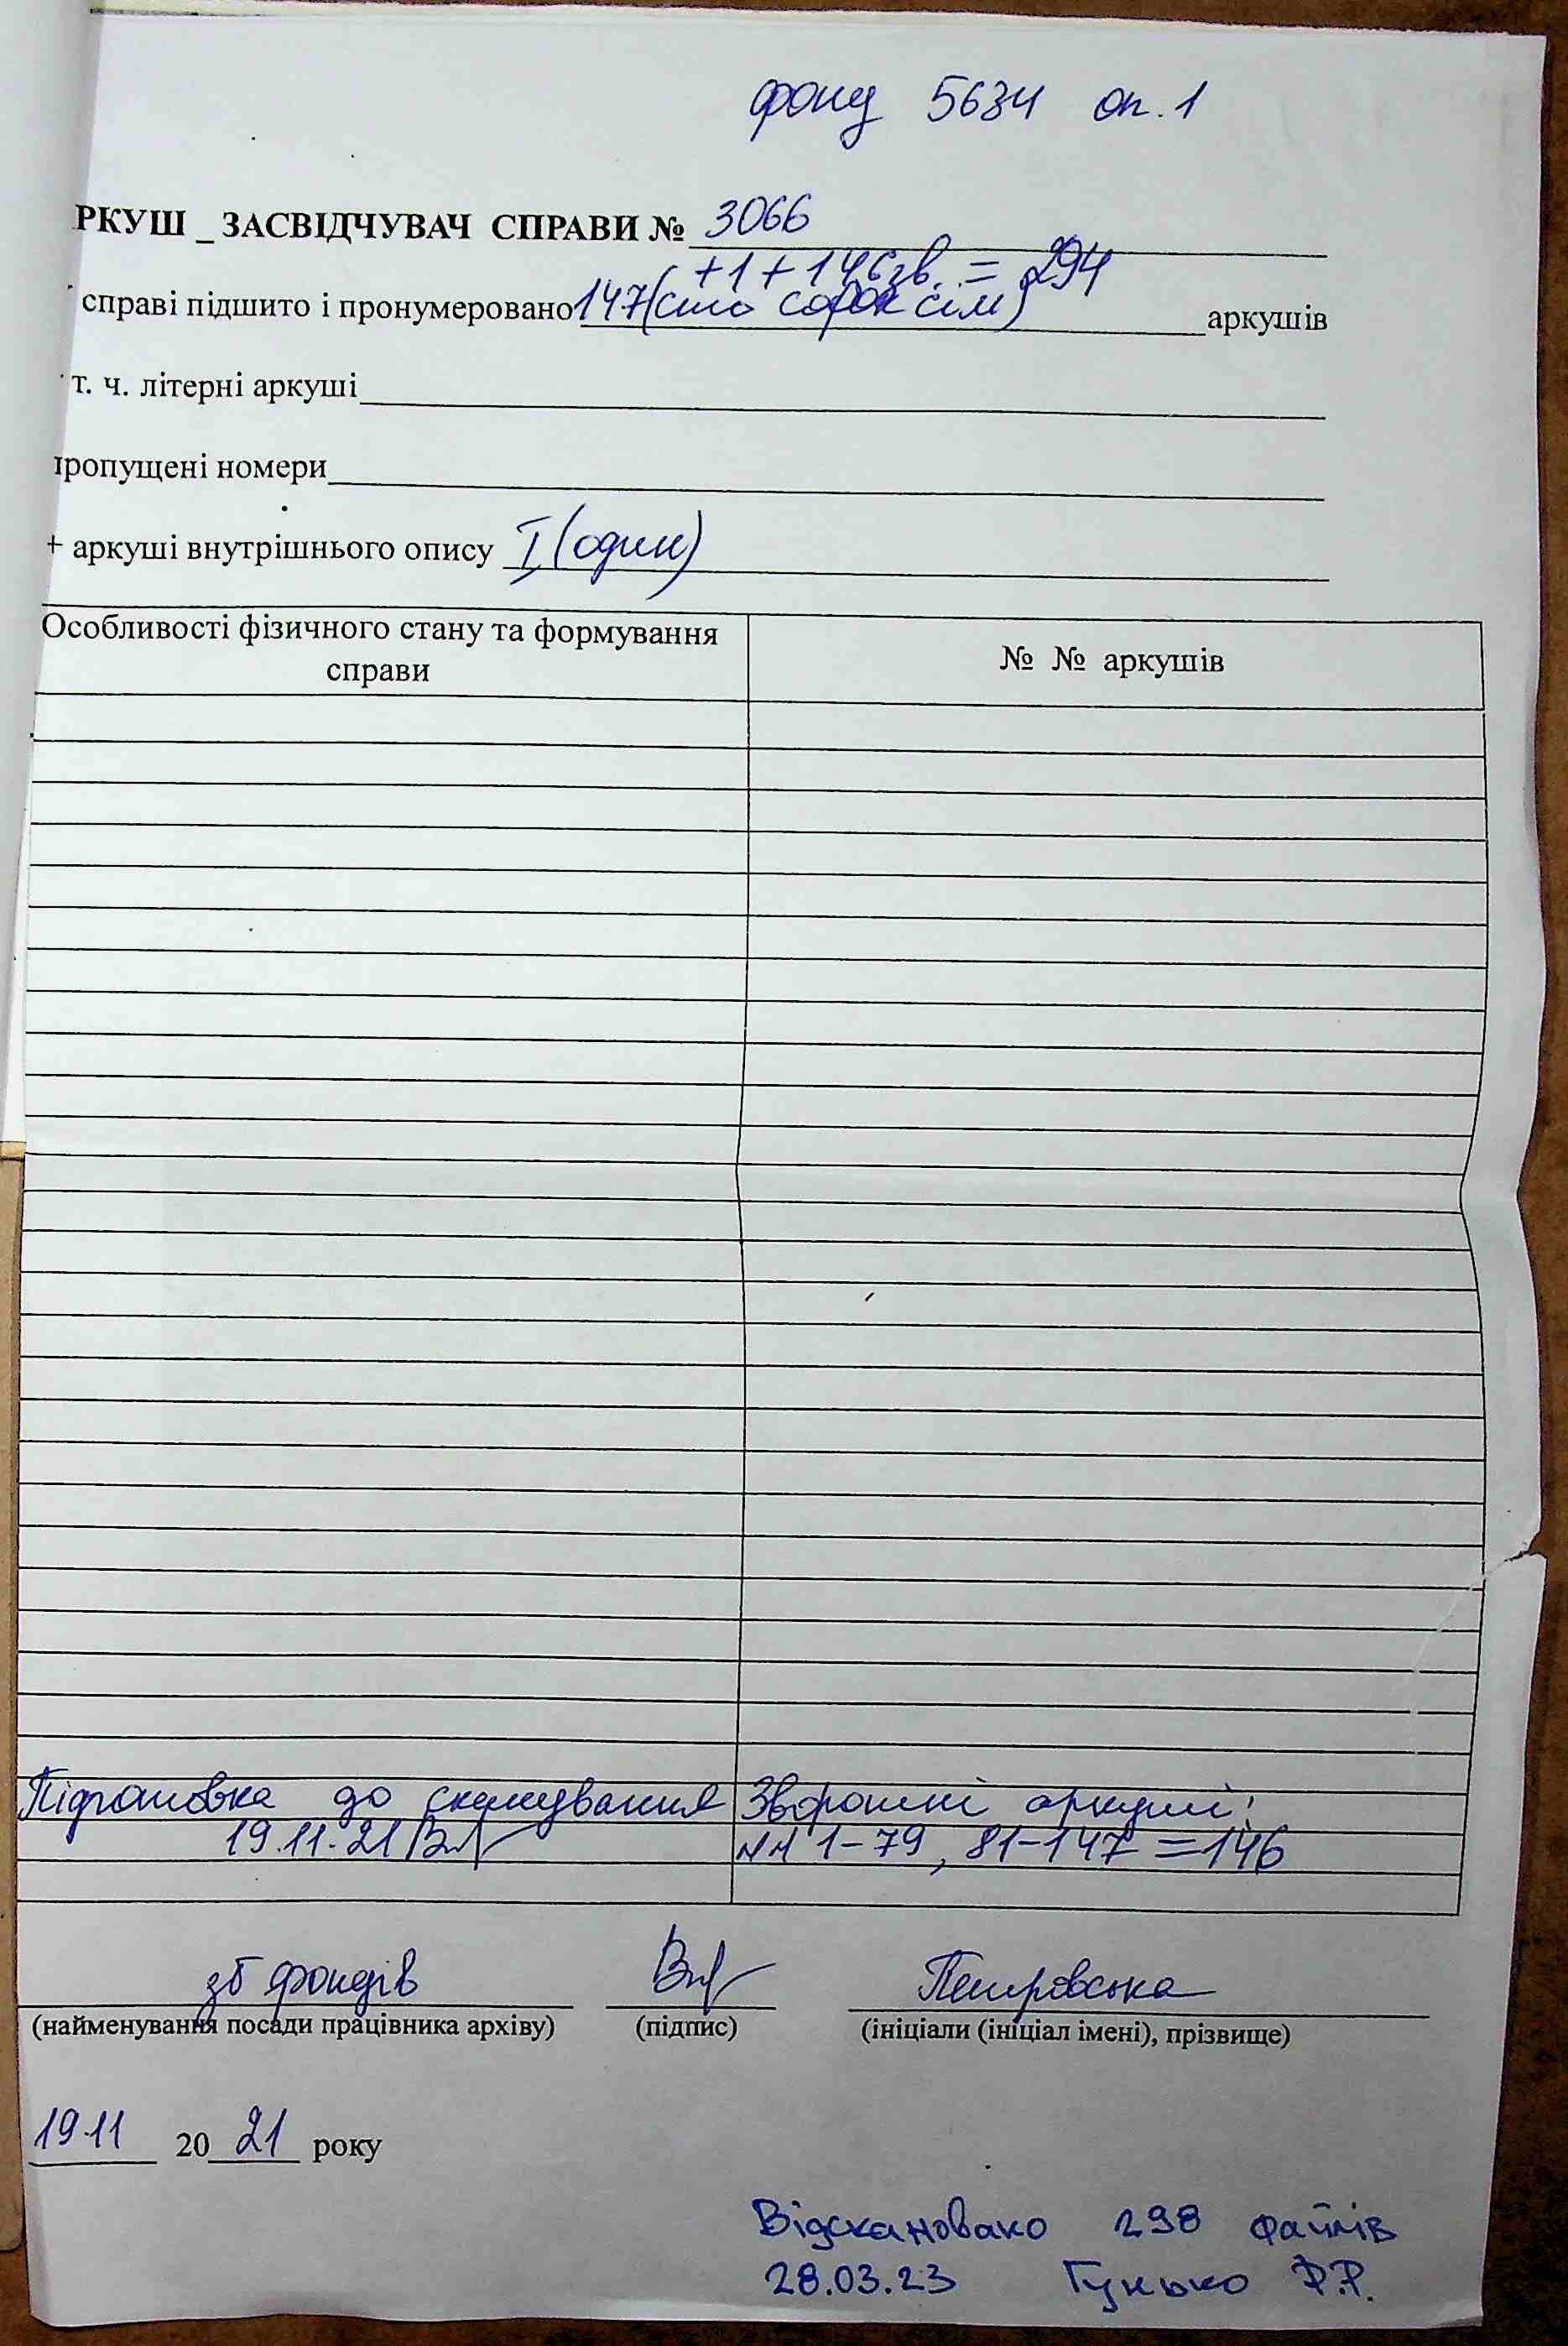 фонд 5634 оп. 1
РКУШ _ ЗАСВІДЧУВАЧ СПРАВИ № 3066
+1 + 146зв. = 294
справі підшито і пронумеровано 147(сто сорок сім) аркушів
т. ч. літерні аркуші
пропущені номери
+ аркуші внутрішнього опису I (один)
Особливості фізичного стану та формування справи
№ № аркушів
Підготовка до сканування
Зворотні аркуші:
19.11.21
№№ 1-79, 81-147 = 146
зб фондів
Петровська
(найменування посади працівника архіву) (підпис) (ініціали (ініціал імені), прізвище)
19.11 2021 року
Відскановано 298 файлів
28.03.23 Гунько Р.Р.